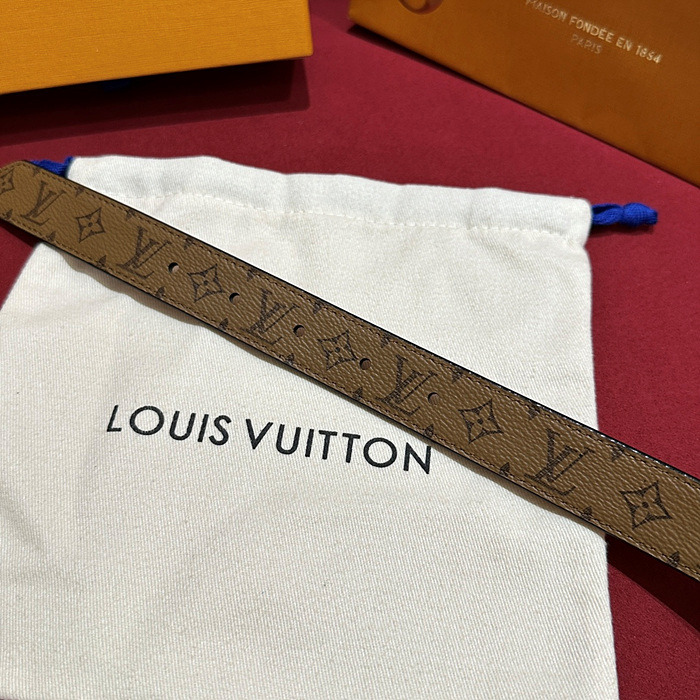 MAISON FONDÉE EN 1854
PARIS
LOUIS VUITTON